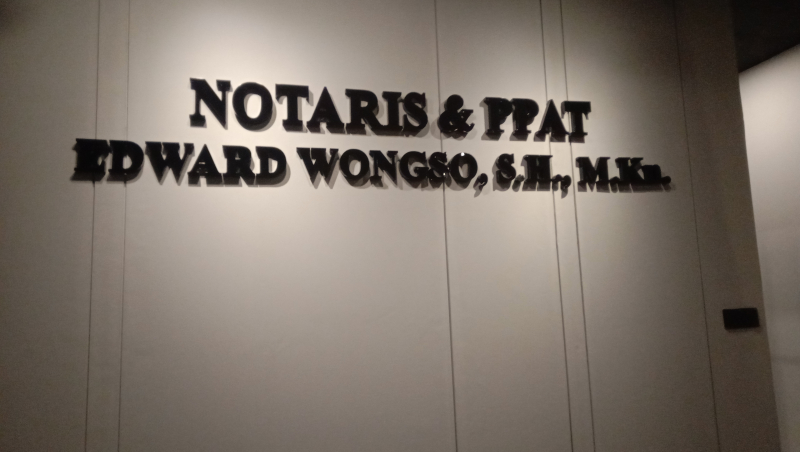 NOTARIS & PPAT
EDWARD WONGSO, S.H., M.Kn.